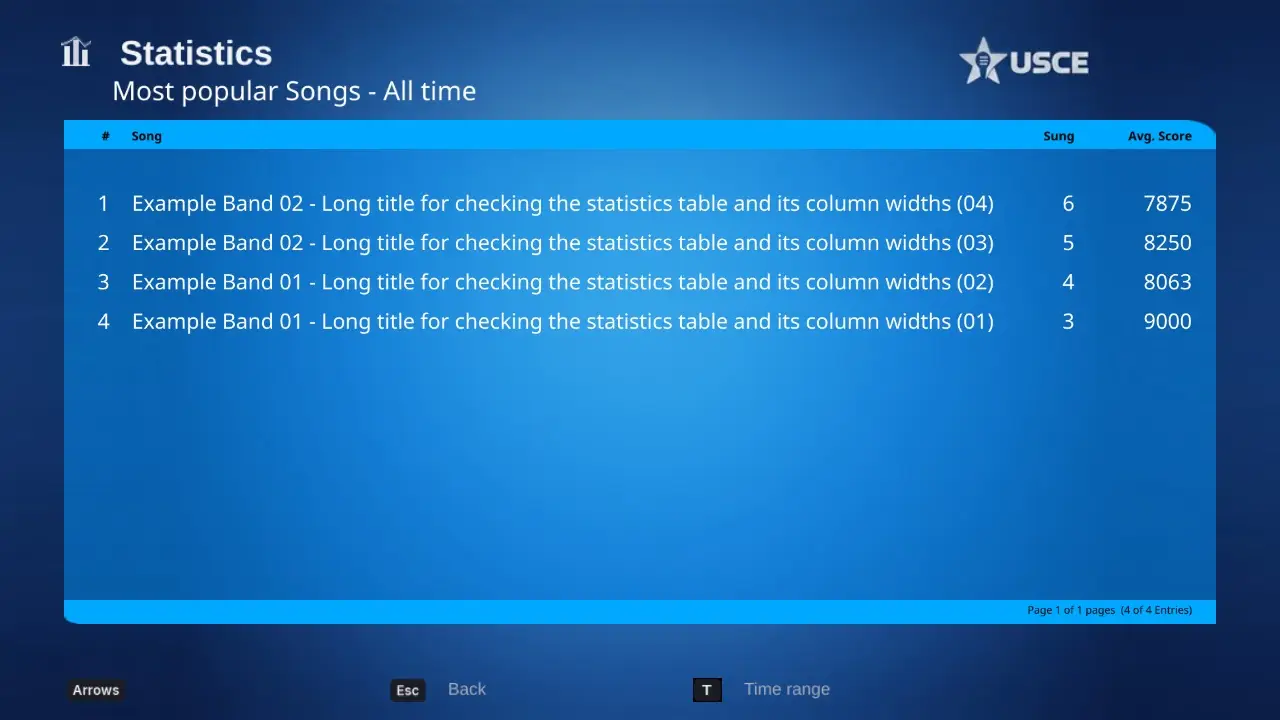 Statistics
USCE
Most popular Songs - All time
# Song Sung Avg. Score
1 Example Band 02 - Long title for checking the statistics table and its column widths (04) 6 7875
2 Example Band 02 - Long title for checking the statistics table and its column widths (03) 5 8250
3 Example Band 01 - Long title for checking the statistics table and its column widths (02) 4 8063
4 Example Band 01 - Long title for checking the statistics table and its column widths (01) 3 9000
Page 1 of 1 pages (4 of 4 Entries)
Arrows Esc Back T Time range